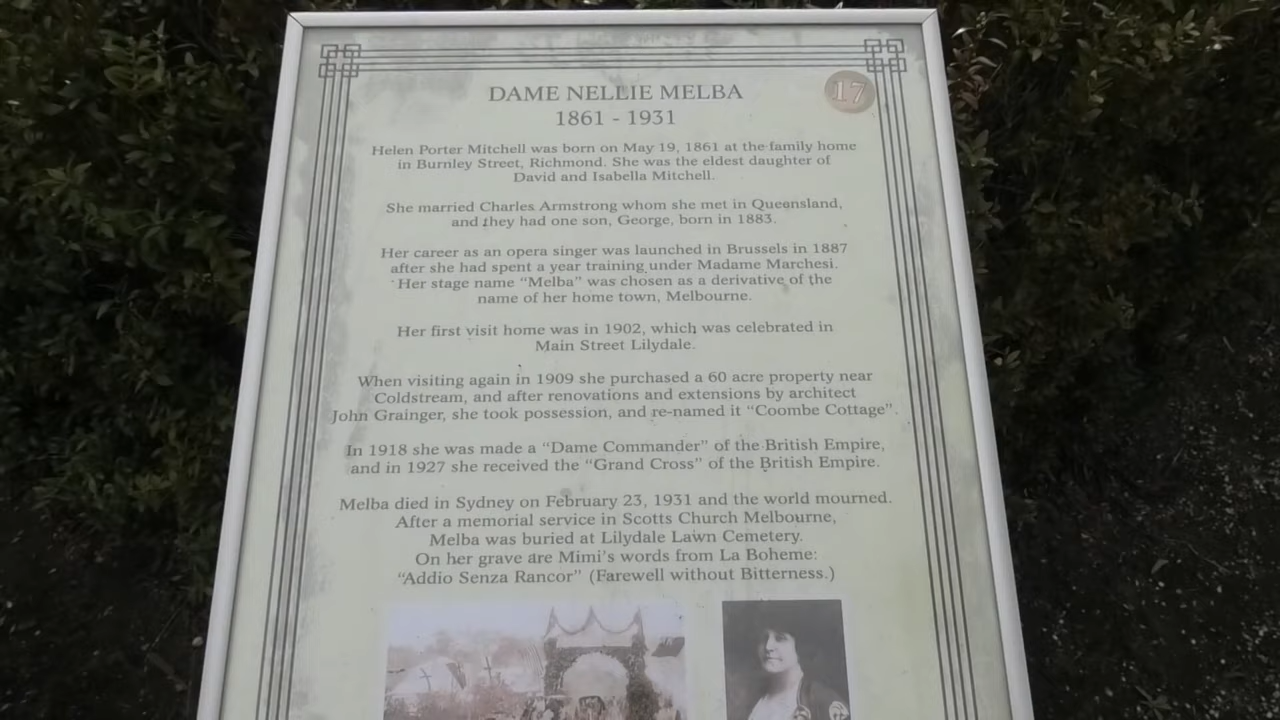 DAME NELLIE MELBA
17
1861 - 1931
Helen Porter Mitchell was born on May 19, 1861 at the family home
in Burnley Street, Richmond. She was the eldest daughter of
David and Isabella Mitchell.
She married Charles Armstrong whom she met in Queensland,
and they had one son, George, born in 1883.
Her career as an opera singer was launched in Brussels in 1887
after she had spent a year training under Madame Marchesi.
Her stage name “Melba” was chosen as a derivative of the
name of her home town, Melbourne.
Her first visit home was in 1902, which was celebrated in
Main Street Lilydale.
When visiting again in 1909 she purchased a 60 acre property near
Coldstream, and after renovations and extensions by architect
John Grainger, she took possession, and re-named it “Coombe Cottage”.
In 1918 she was made a “Dame Commander” of the British Empire,
and in 1927 she received the “Grand Cross” of the British Empire.
Melba died in Sydney on February 23, 1931 and the world mourned.
After a memorial service in Scotts Church Melbourne,
Melba was buried at Lilydale Lawn Cemetery.
On her grave are Mimi’s words from La Boheme:
“Addio Senza Rancor” (Farewell without Bitterness.)